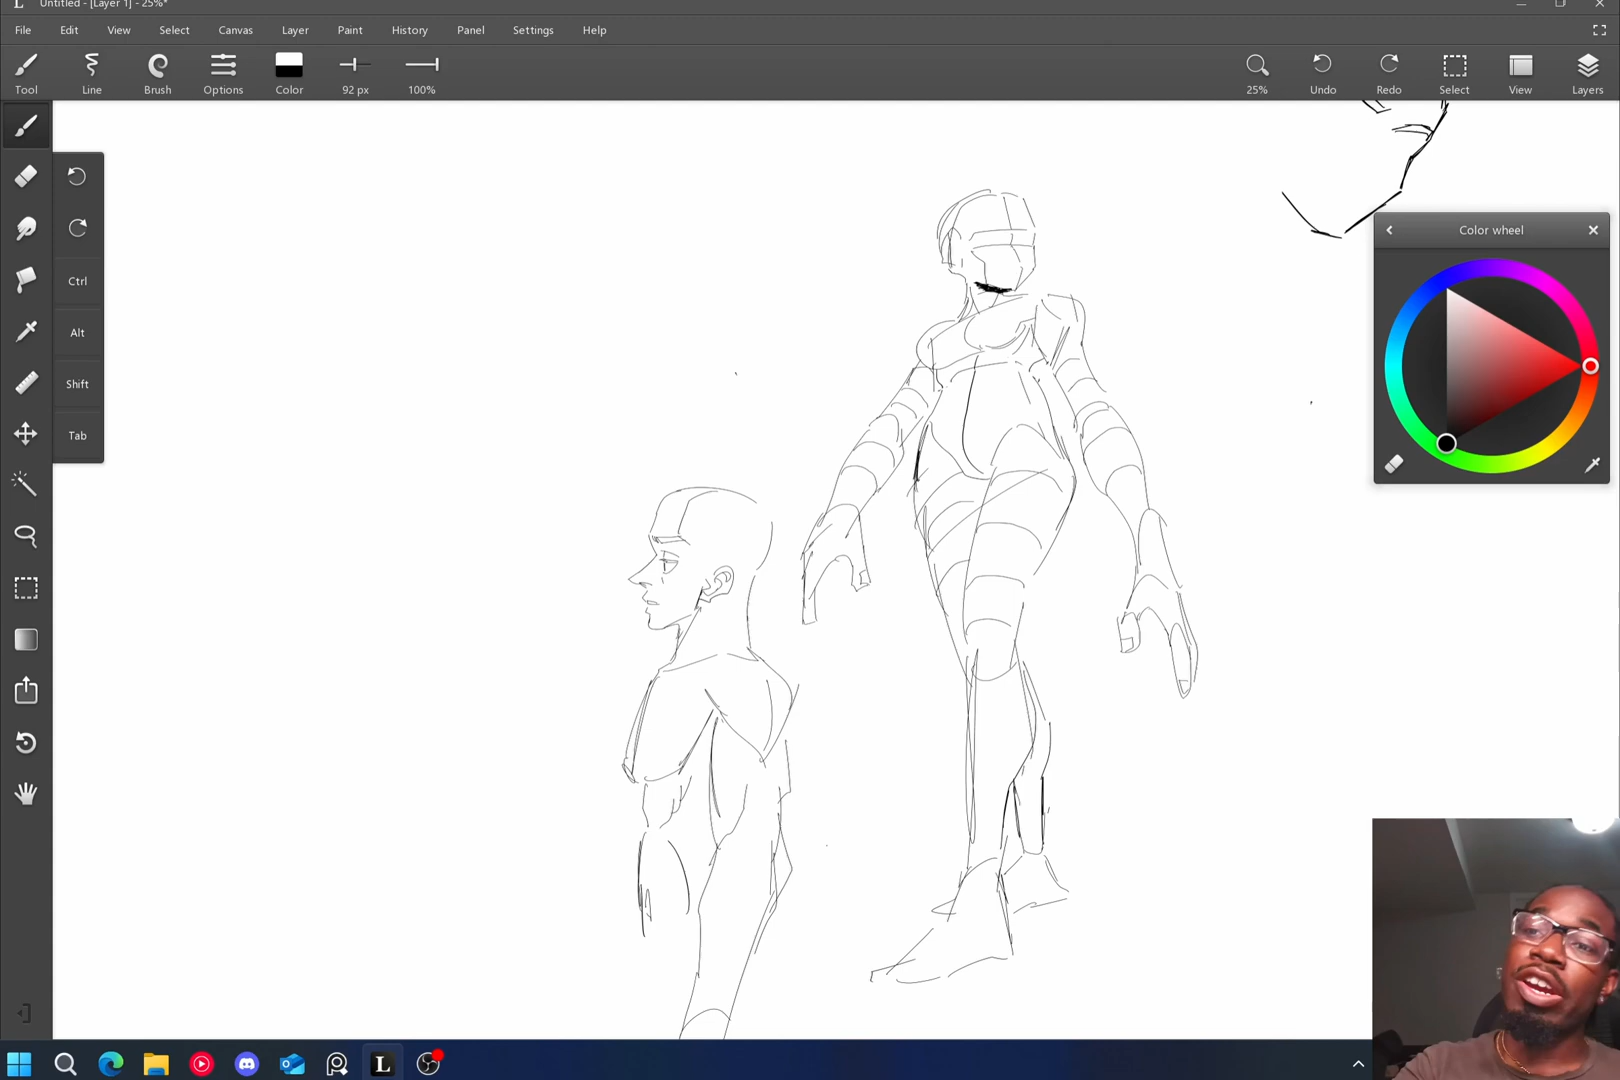 L Untitled - [Layer 1] - 25%*
File Edit View Select Canvas Layer Paint History Panel Settings Help
Tool Line Brush Options Color 92 px 100% 25% Undo Redo Select View Layers
Color wheel
Ctrl
Alt
Shift
Tab
L